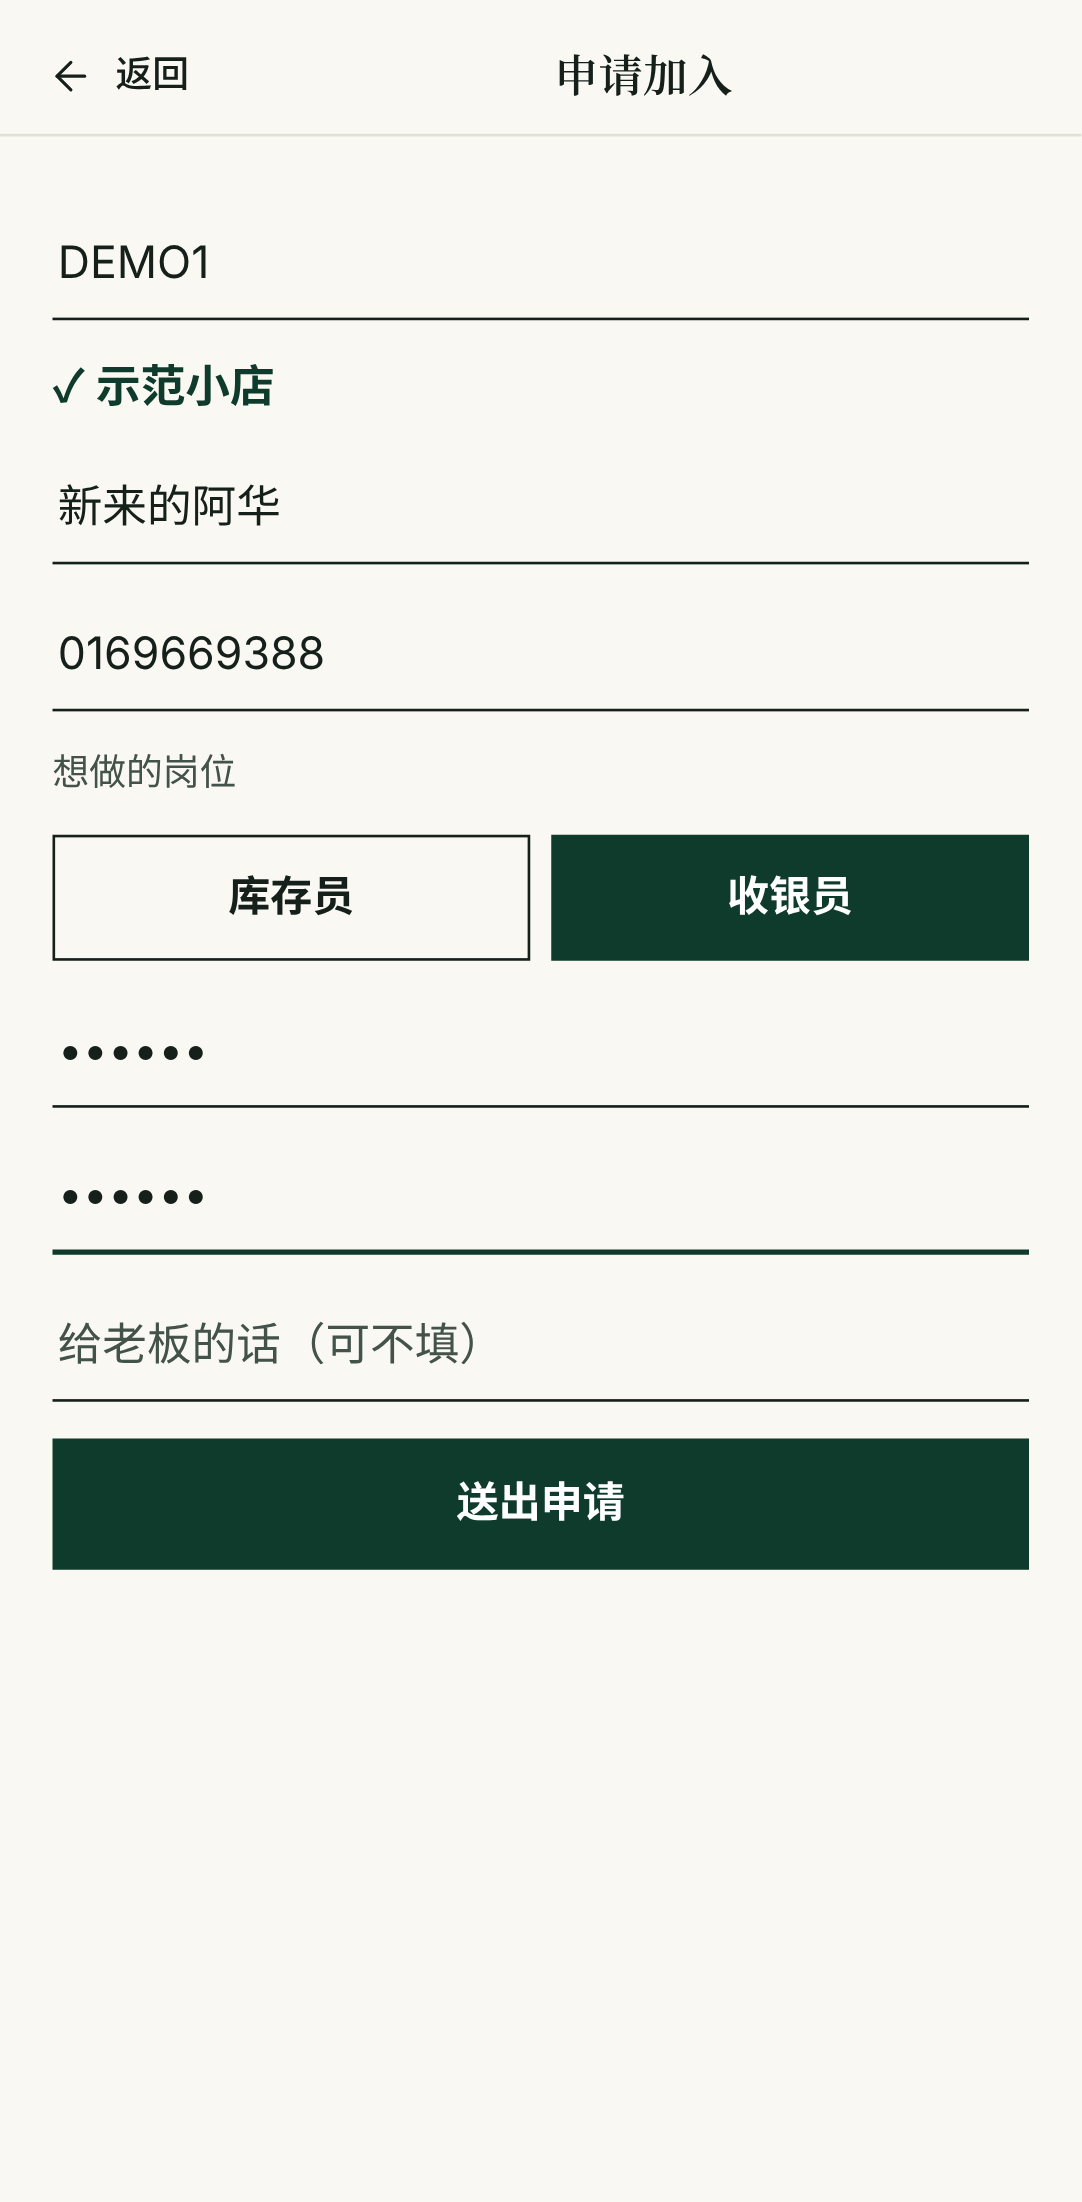 ← 返回
申请加入
DEMO1
✓ 示范小店
新来的阿华
0169669388
想做的岗位
库存员
收银员
••••••
••••••
给老板的话（可不填）
送出申请